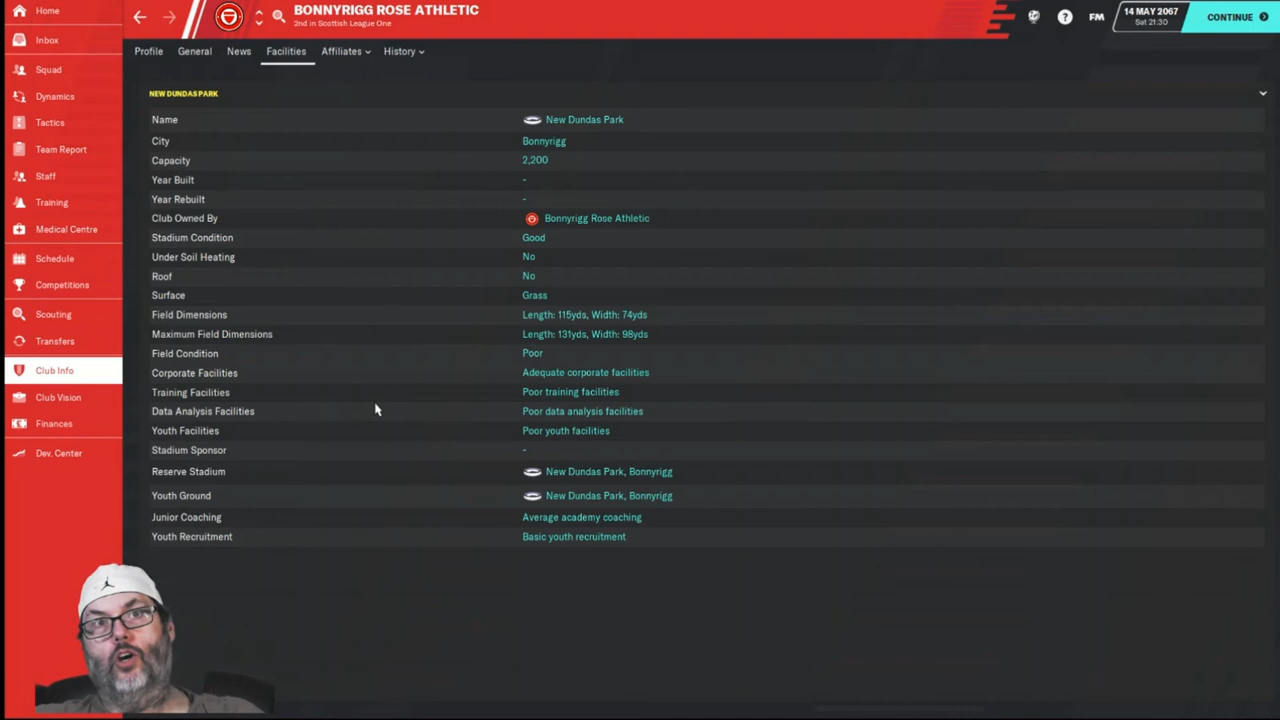 Home
Inbox
Squad
Dynamics
Tactics
Team Report
Staff
Training
Medical Centre
Schedule
Competitions
Scouting
Transfers
Club Info
Club Vision
Finances
Dev. Center
BONNYRIGG ROSE ATHLETIC
2nd in Scottish League One
FM
14 MAY 2067
Sat 21:30
CONTINUE
Profile General News Facilities Affiliates History
NEW DUNDAS PARK
Name New Dundas Park
City Bonnyrigg
Capacity 2,200
Year Built -
Year Rebuilt -
Club Owned By Bonnyrigg Rose Athletic
Stadium Condition Good
Under Soil Heating No
Roof No
Surface Grass
Field Dimensions Length: 115yds, Width: 74yds
Maximum Field Dimensions Length: 131yds, Width: 98yds
Field Condition Poor
Corporate Facilities Adequate corporate facilities
Training Facilities Poor training facilities
Data Analysis Facilities Poor data analysis facilities
Youth Facilities Poor youth facilities
Stadium Sponsor -
Reserve Stadium New Dundas Park, Bonnyrigg
Youth Ground New Dundas Park, Bonnyrigg
Junior Coaching Average academy coaching
Youth Recruitment Basic youth recruitment